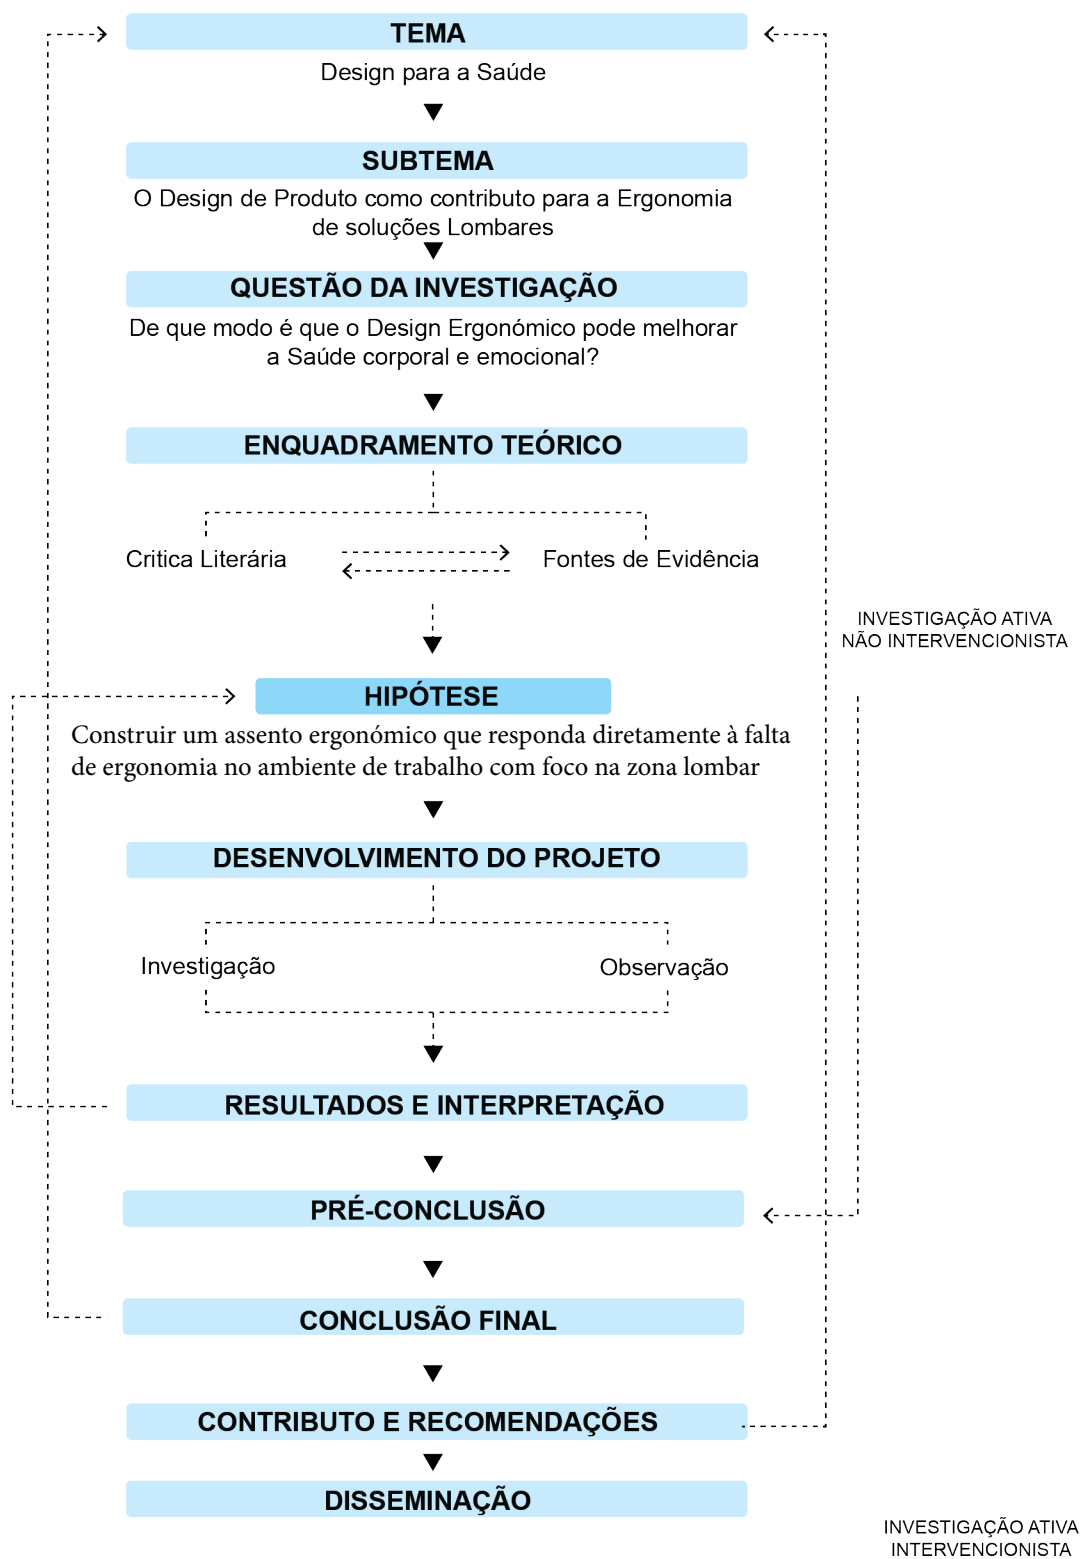 TEMA
Design para a Saúde
SUBTEMA
O Design de Produto como contributo para a Ergonomia
de soluções Lombares
QUESTÃO DA INVESTIGAÇÃO
De que modo é que o Design Ergonómico pode melhorar
a Saúde corporal e emocional?
ENQUADRAMENTO TEÓRICO
Critica Literária
Fontes de Evidência
INVESTIGAÇÃO ATIVA
NÃO INTERVENCIONISTA
HIPÓTESE
Construir um assento ergonómico que responda diretamente à falta
de ergonomia no ambiente de trabalho com foco na zona lombar
DESENVOLVIMENTO DO PROJETO
Investigação
Observação
RESULTADOS E INTERPRETAÇÃO
PRÉ-CONCLUSÃO
CONCLUSÃO FINAL
CONTRIBUTO E RECOMENDAÇÕES
DISSEMINAÇÃO
INVESTIGAÇÃO ATIVA
INTERVENCIONISTA